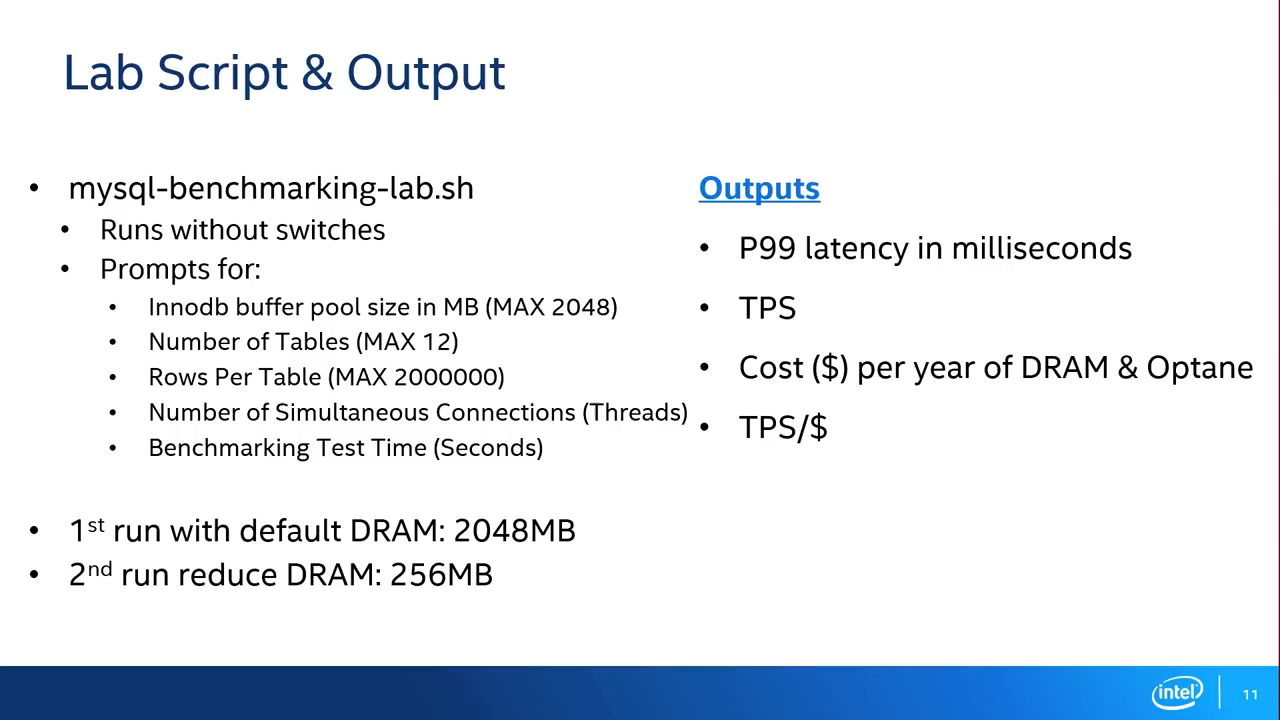 Lab Script & Output
• mysql-benchmarking-lab.sh
• Runs without switches
• Prompts for:
• Innodb buffer pool size in MB (MAX 2048)
• Number of Tables (MAX 12)
• Rows Per Table (MAX 2000000)
• Number of Simultaneous Connections (Threads)
• Benchmarking Test Time (Seconds)
• 1st run with default DRAM: 2048MB
• 2nd run reduce DRAM: 256MB
Outputs
• P99 latency in milliseconds
• TPS
• Cost ($) per year of DRAM & Optane
• TPS/$
intel
11